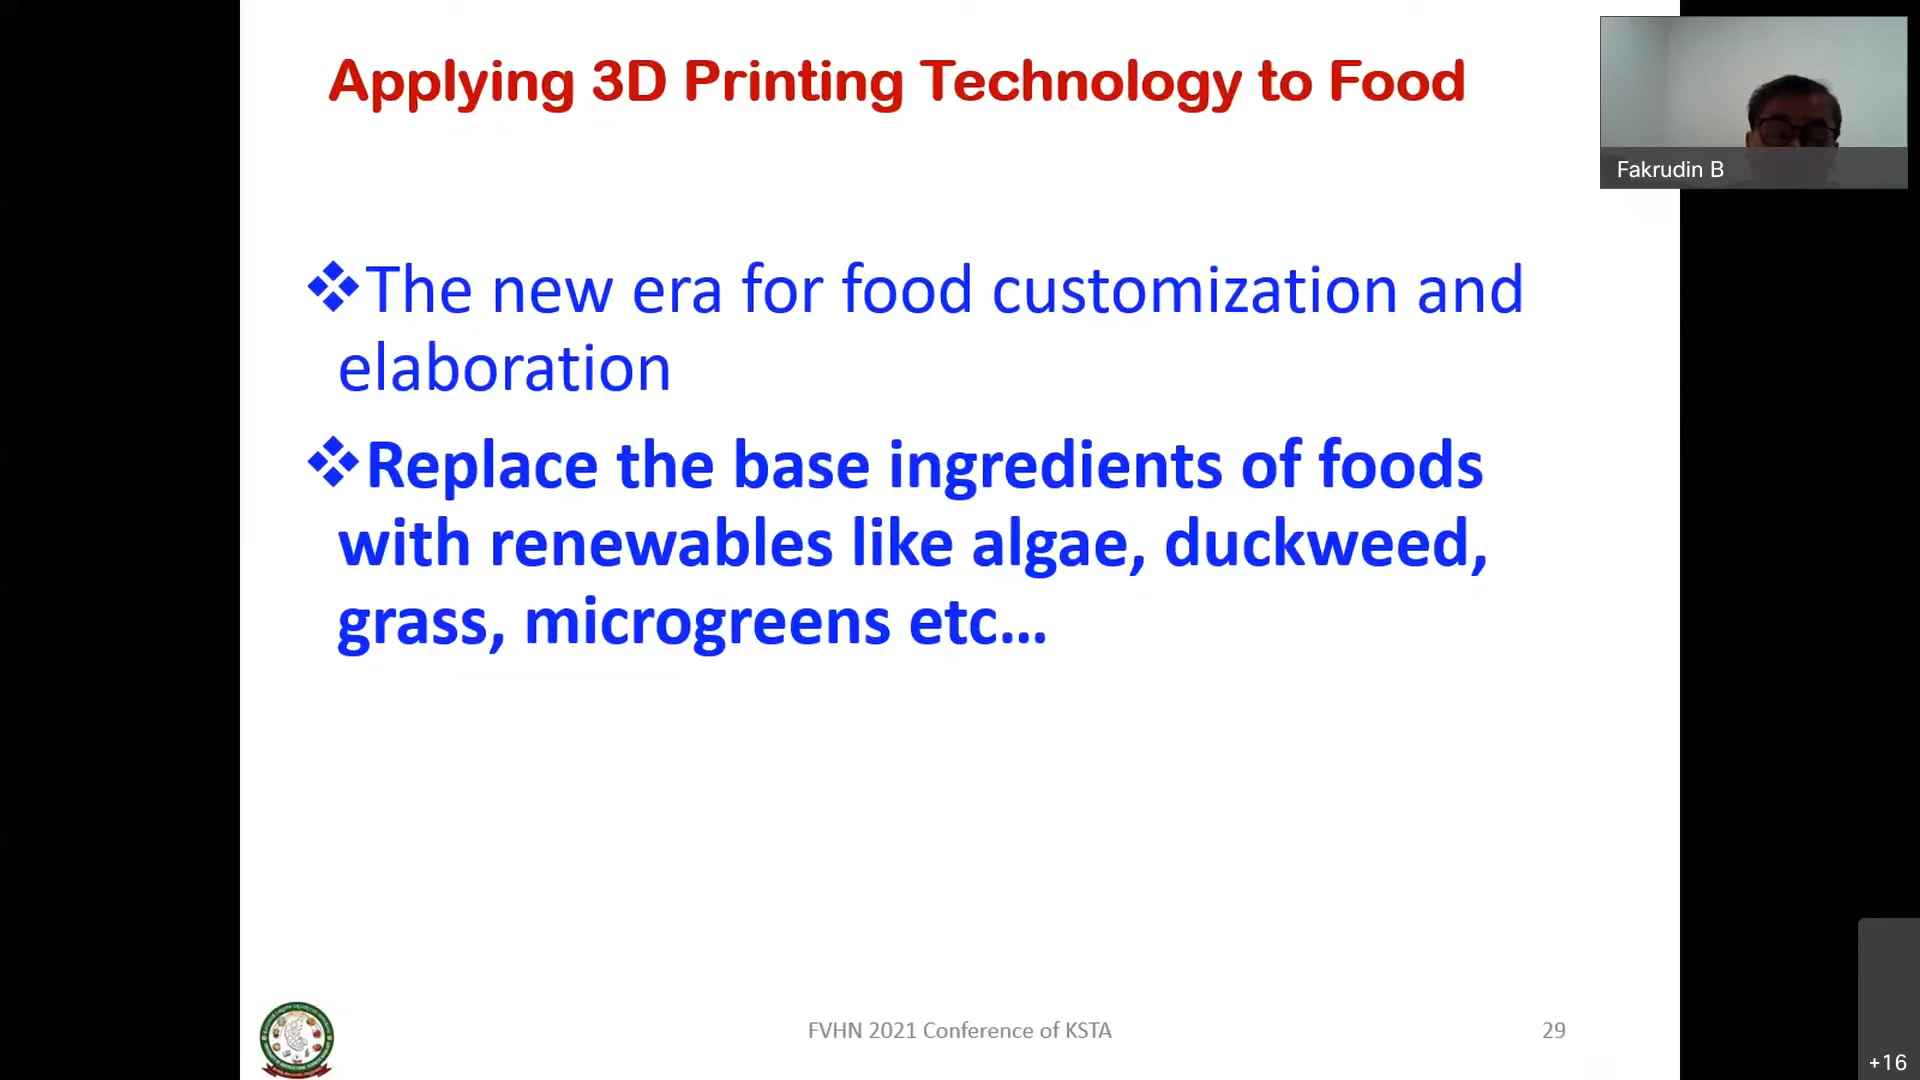 Applying 3D Printing Technology to Food
Fakrudin B
❖The new era for food customization and
elaboration
❖Replace the base ingredients of foods
with renewables like algae, duckweed,
grass, microgreens etc...
FVHN 2021 Conference of KSTA
29
+16